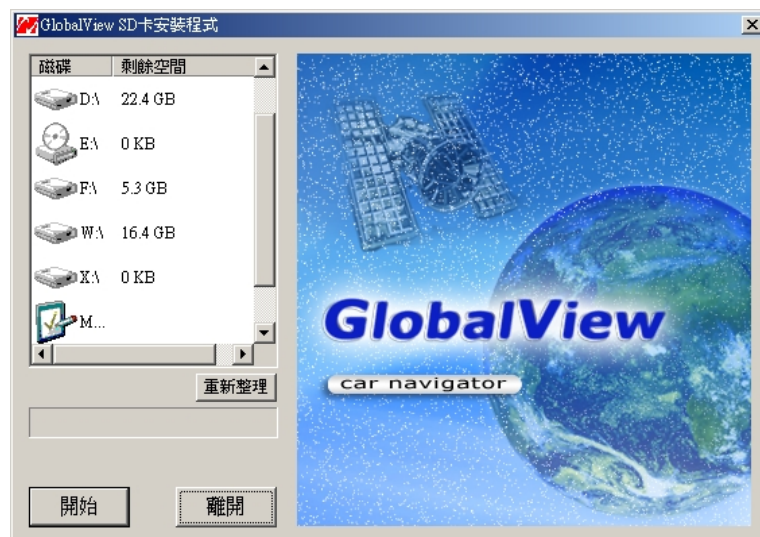 GlobalView SD卡安裝程式
磁碟 剩餘空間
D:\ 22.4 GB
E:\ 0 KB
F:\ 5.3 GB
W:\ 16.4 GB
X:\ 0 KB
M...
重新整理
開始 離開
GlobalView
car navigator